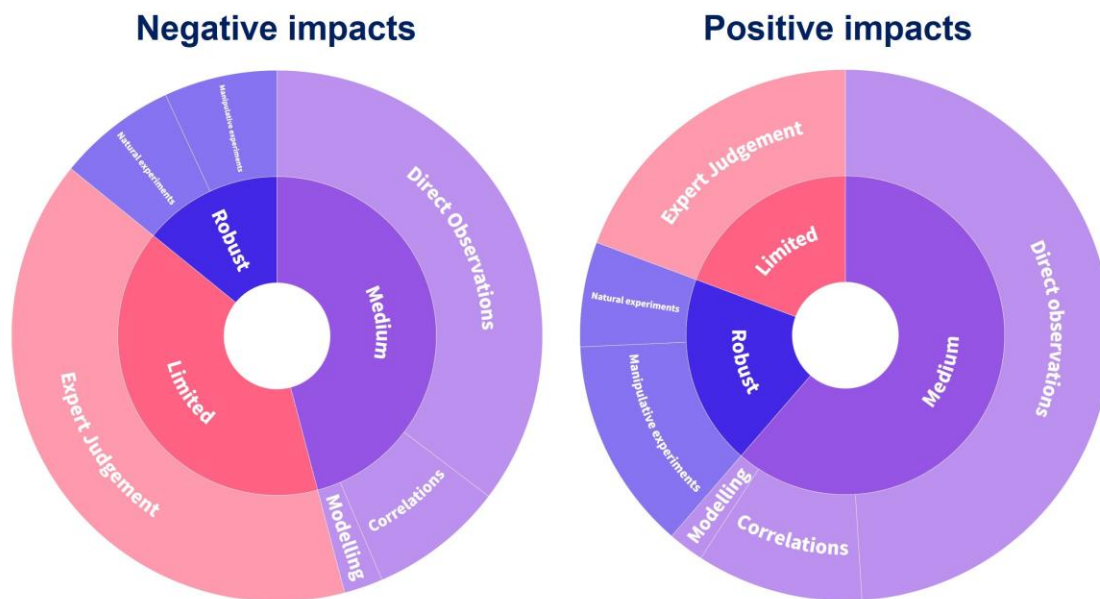 Negative impacts
Positive impacts
Natural experiments
Manipulative experiments
Direct Observations
Robust
Medium
Limited
Expert Judgement
Modelling
Correlations
Expert Judgement
Limited
Direct observations
Natural experiments
Robust
Medium
Manipulative experiments
Modelling
Correlations